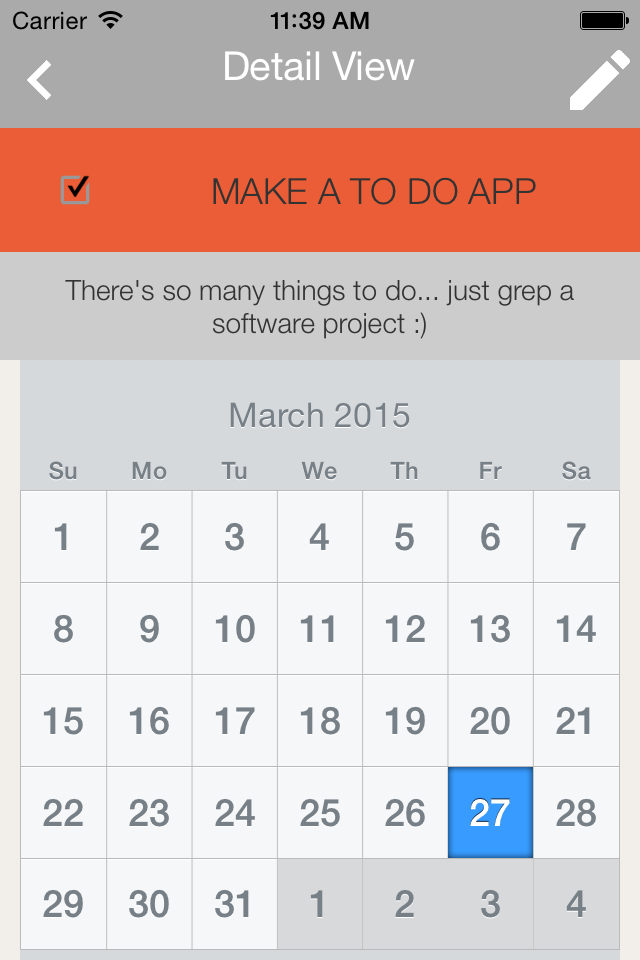 Carrier 11:39 AM
Detail View
MAKE A TO DO APP
There's so many things to do... just grep a
software project :)
March 2015
Su Mo Tu We Th Fr Sa
1 2 3 4 5 6 7
8 9 10 11 12 13 14
15 16 17 18 19 20 21
22 23 24 25 26 27 28
29 30 31 1 2 3 4